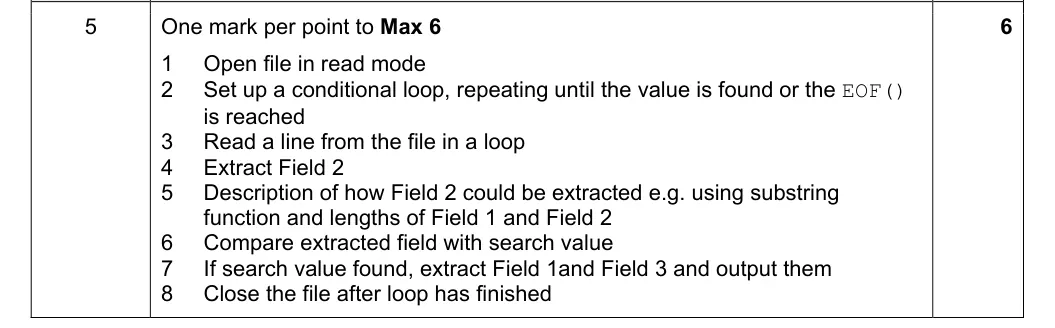 5 One mark per point to Max 6 6
1 Open file in read mode
2 Set up a conditional loop, repeating until the value is found or the EOF()
is reached
3 Read a line from the file in a loop
4 Extract Field 2
5 Description of how Field 2 could be extracted e.g. using substring
function and lengths of Field 1 and Field 2
6 Compare extracted field with search value
7 If search value found, extract Field 1and Field 3 and output them
8 Close the file after loop has finished